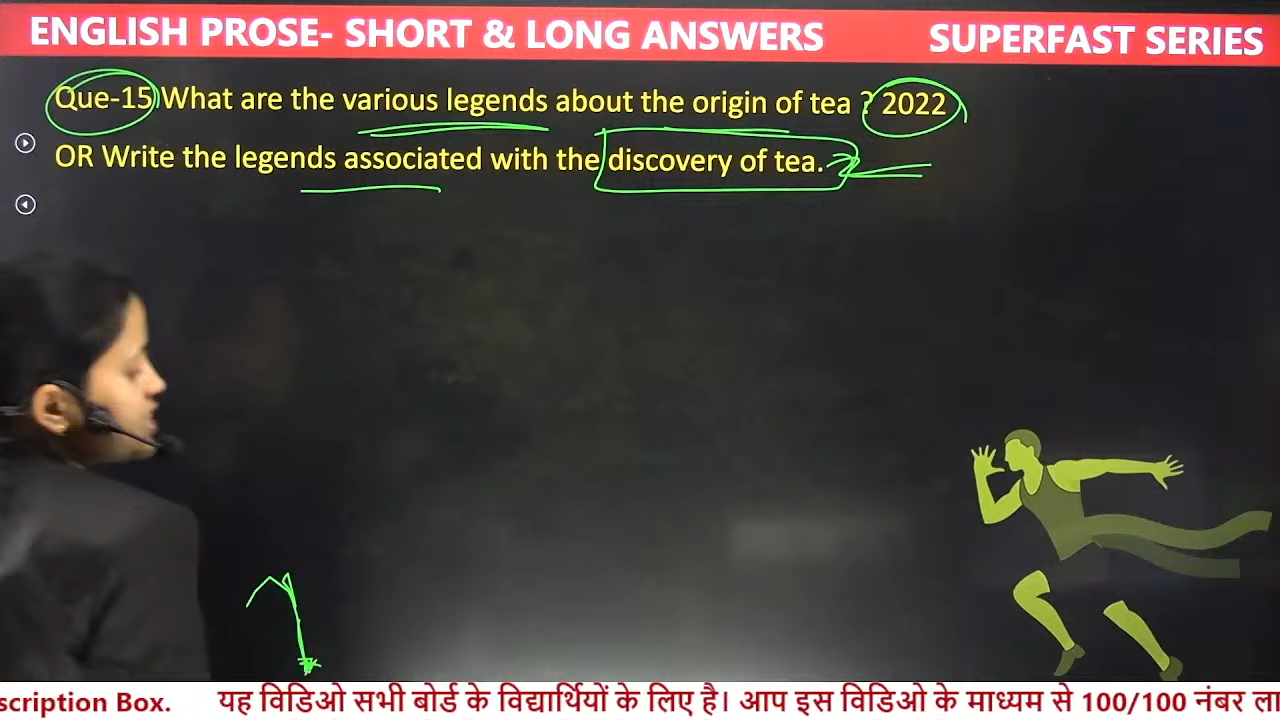 ENGLISH PROSE- SHORT & LONG ANSWERS SUPERFAST SERIES
Que-15 What are the various legends about the origin of tea ? 2022
OR Write the legends associated with the discovery of tea.
scription Box. यह विडिओ सभी बोर्ड के विद्यार्थियों के लिए है। आप इस विडिओ के माध्यम से 100/100 नंबर ला